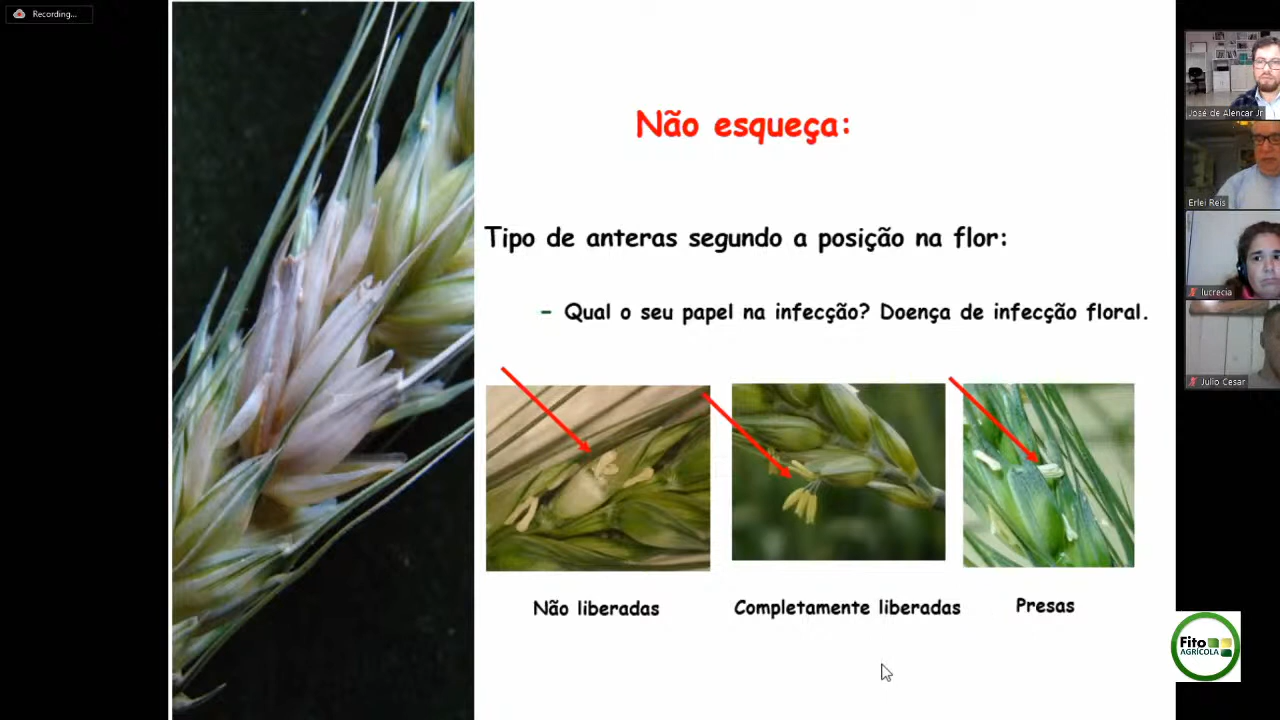 Recording...
Não esqueça:
Tipo de anteras segundo a posição na flor:
– Qual o seu papel na infecção? Doença de infecção floral.
Não liberadas
Completamente liberadas
Presas
José de Alencar Jr
Erlei Reis
lucrecia
Julio Cesar
Fito
AGRÍCOLA